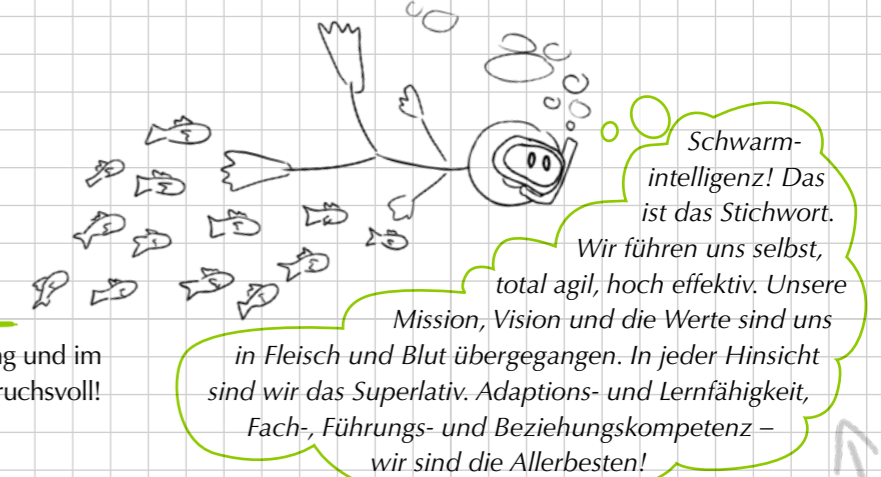 Schwarm-
intelligenz! Das
ist das Stichwort.
Wir führen uns selbst,
total agil, hoch effektiv. Unsere
Mission, Vision und die Werte sind uns
in Fleisch und Blut übergegangen. In jeder Hinsicht
sind wir das Superlativ. Adaptions- und Lernfähigkeit,
Fach-, Führungs- und Beziehungskompetenz –
wir sind die Allerbesten!
g und im
ruchsvoll!